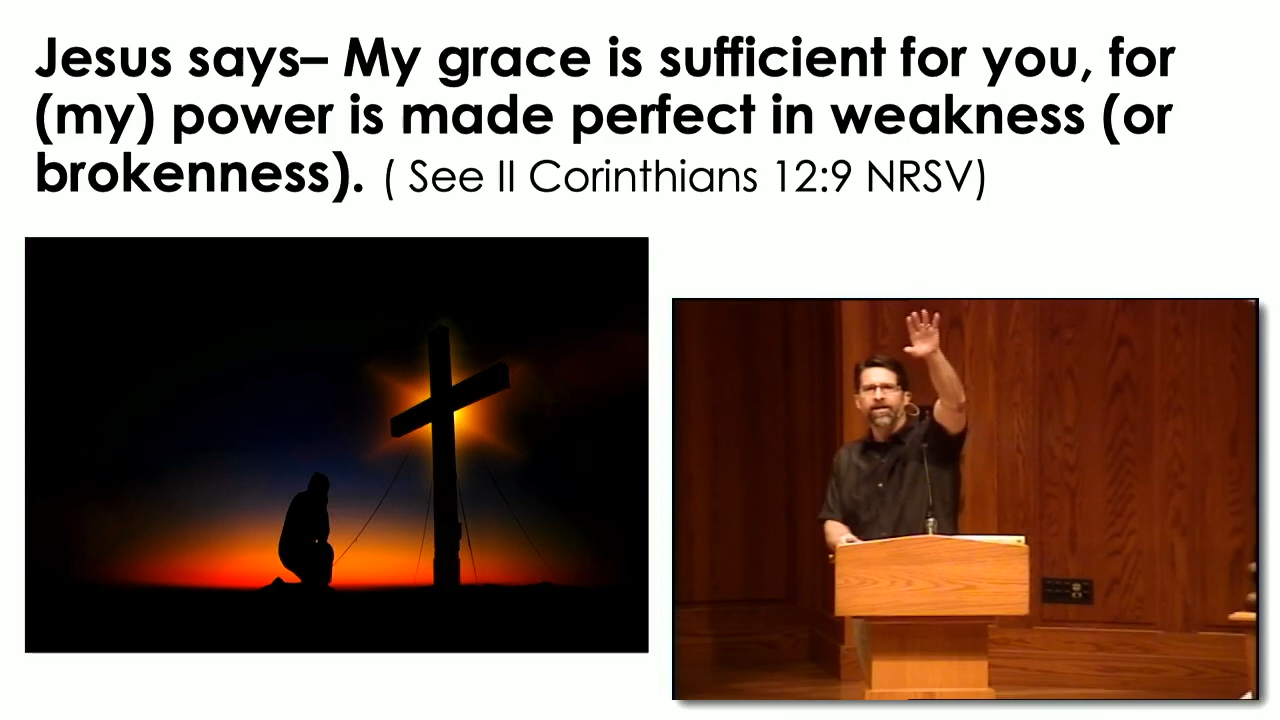 Jesus says– My grace is sufficient for you, for
(my) power is made perfect in weakness (or
brokenness). ( See II Corinthians 12:9 NRSV)